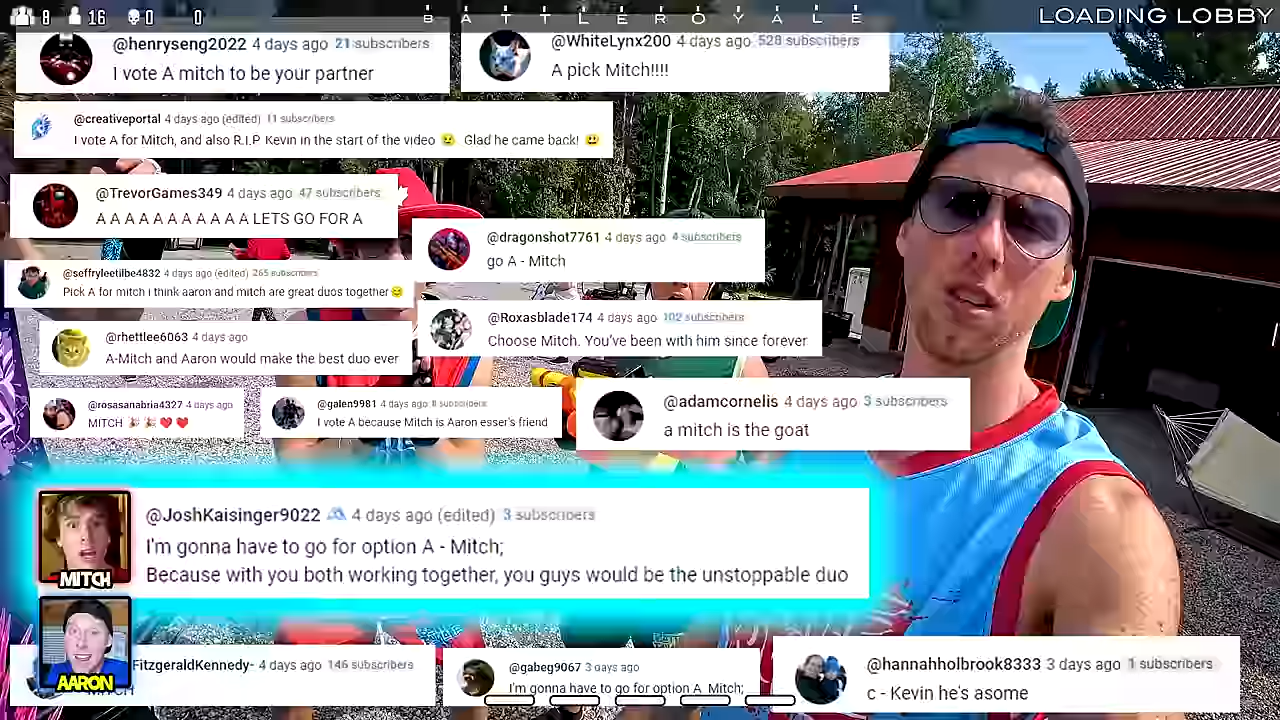 8 16 0 0
BATTLEROYALE
LOADING LOBBY
@henryseng2022 4 days ago 21 subscribers
I vote A mitch to be your partner
@WhiteLynx200 4 days ago 528 subscribers
A pick Mitch!!!!
@creativeportal 4 days ago (edited) 11 subscribers
I vote A for Mitch, and also R.I.P Kevin in the start of the video 😢 Glad he came back! 😃
@TrevorGames349 4 days ago 47 subscribers
A A A A A A A A A A A LETS GO FOR A
@dragonshot7761 4 days ago 4 subscribers
go A - Mitch
@seffryleetilbe4832 4 days ago (edited) 265 subscribers
Pick A for mitch i think aaron and mitch are great duos together😊
@Roxasblade174 4 days ago 102 subscribers
Choose Mitch. You've been with him since forever
@rhettlee6063 4 days ago
A-Mitch and Aaron would make the best duo ever
@rosasanabria4327 4 days ago
MITCH 🎉 🎉 ❤️ ❤️
@galen9981 4 days ago 8 subscribers
I vote A because Mitch is Aaron esser's friend
@adamcornelis 4 days ago 3 subscribers
a mitch is the goat
@JoshKaisinger9022 4 days ago (edited) 3 subscribers
I'm gonna have to go for option A - Mitch;
Because with you both working together, you guys would be the unstoppable duo
MITCH
AARON
FitzgeraldKennedy- 4 days ago 146 subscribers
MITCH
@gabeg9067 3 days ago
I'm gonna have to go for option A Mitch;
@hannahholbrook8333 3 days ago 1 subscribers
c - Kevin he's asome